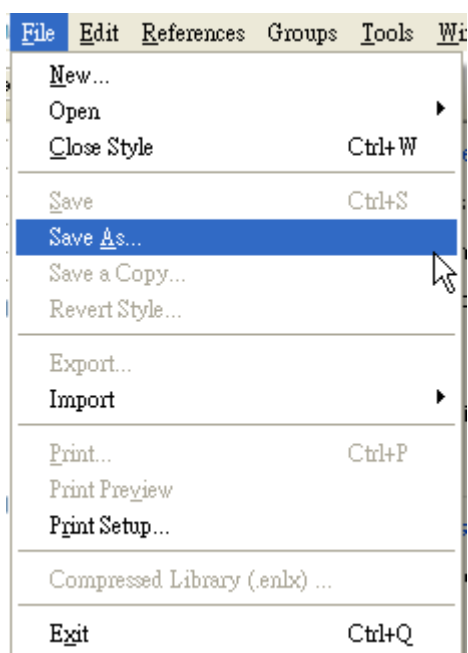 File Edit References Groups Tools
New...
Open
Close Style Ctrl+W
Save Ctrl+S
Save As...
Save a Copy...
Revert Style...
Export...
Import
Print... Ctrl+P
Print Preview
Print Setup...
Compressed Library (.enlx) ...
Exit Ctrl+Q